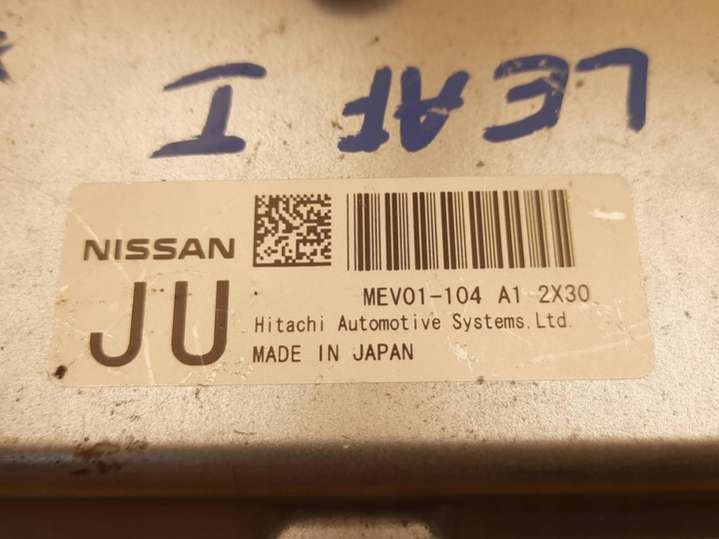 LEAF I
NISSAN
JU
MEV01-104 A1 2X30
Hitachi Automotive Systems,Ltd.
MADE IN JAPAN